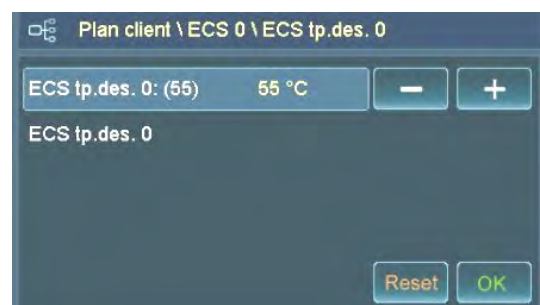 Plan client \ ECS 0 \ ECS tp.des. 0
ECS tp.des. 0: (55) 55 °C − +
ECS tp.des. 0
Reset OK